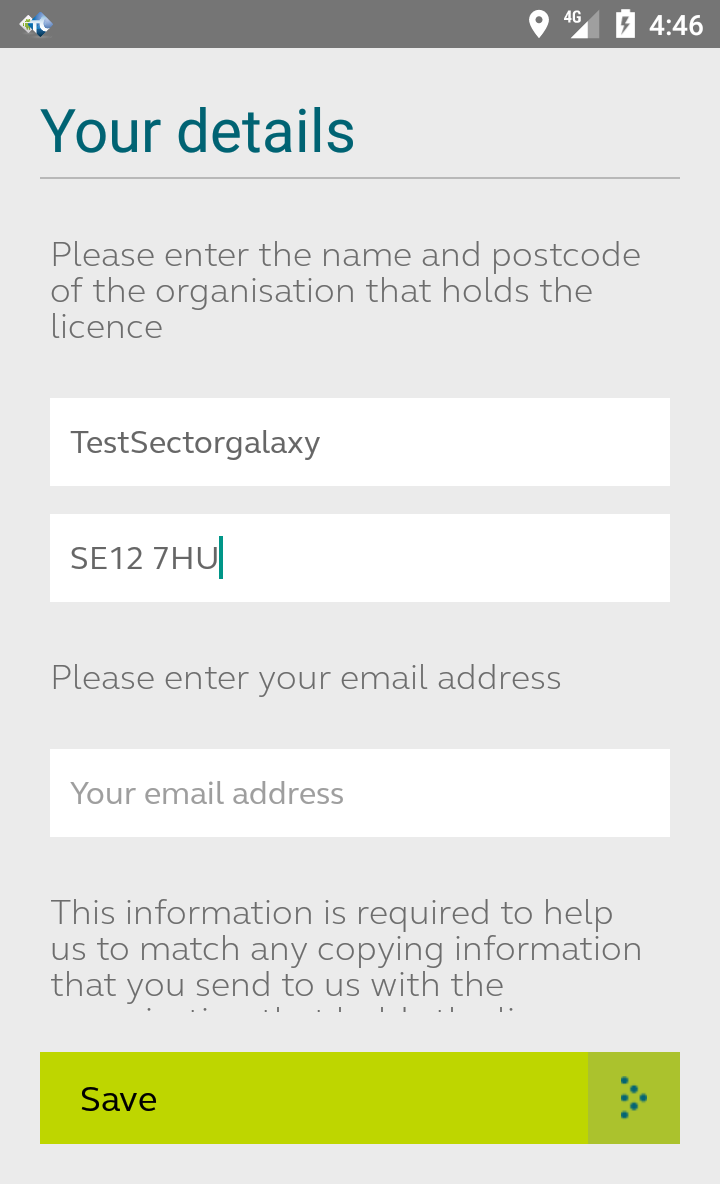 4G 4:46
Your details
Please enter the name and postcode
of the organisation that holds the
licence
TestSectorgalaxy
SE12 7HU
Please enter your email address
Your email address
This information is required to help
us to match any copying information
that you send to us with the
Save